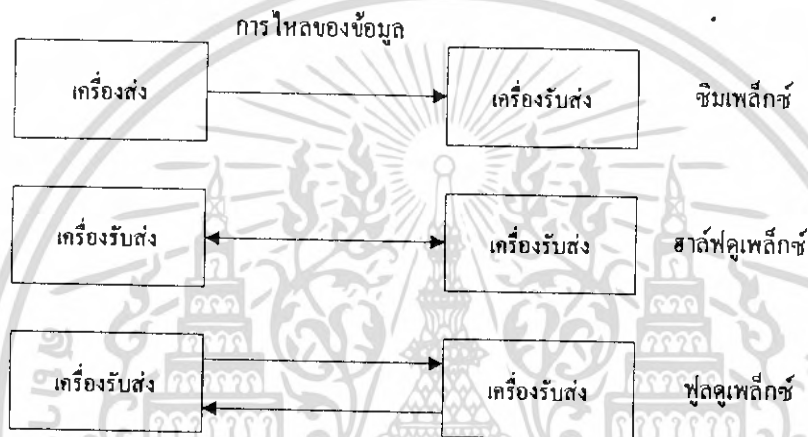 การไหลของข้อมูล
เครื่องส่ง เครื่องรับส่ง ซิมเพล็กซ์
เครื่องรับส่ง เครื่องรับส่ง ฮาล์ฟดูเพล็กซ์
เครื่องรับส่ง เครื่องรับส่ง ฟูลดูเพล็กซ์